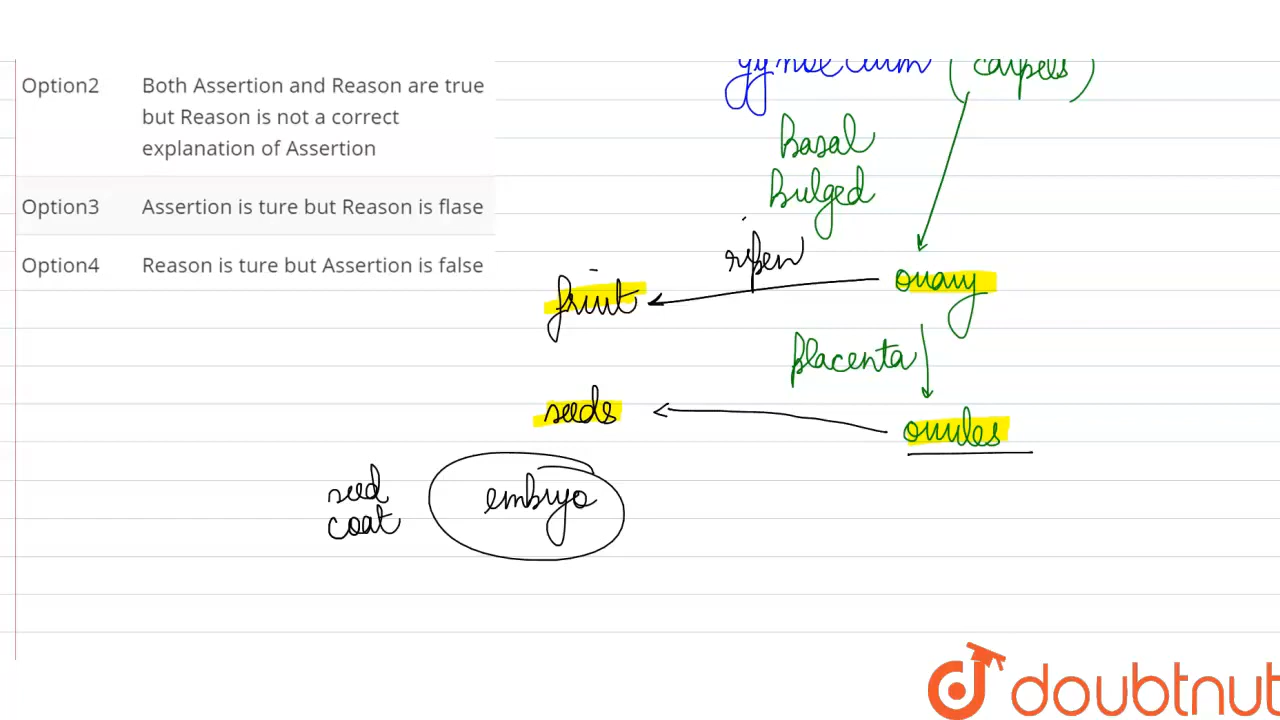 Option2 Both Assertion and Reason are true
but Reason is not a correct
explanation of Assertion
Option3 Assertion is ture but Reason is flase
Option4 Reason is ture but Assertion is false
gynoecium (carpels)
Basal
Bulged
ripen
ovary
fruit
placenta
seeds
ovules
embryo
seed
coat
doubtnut